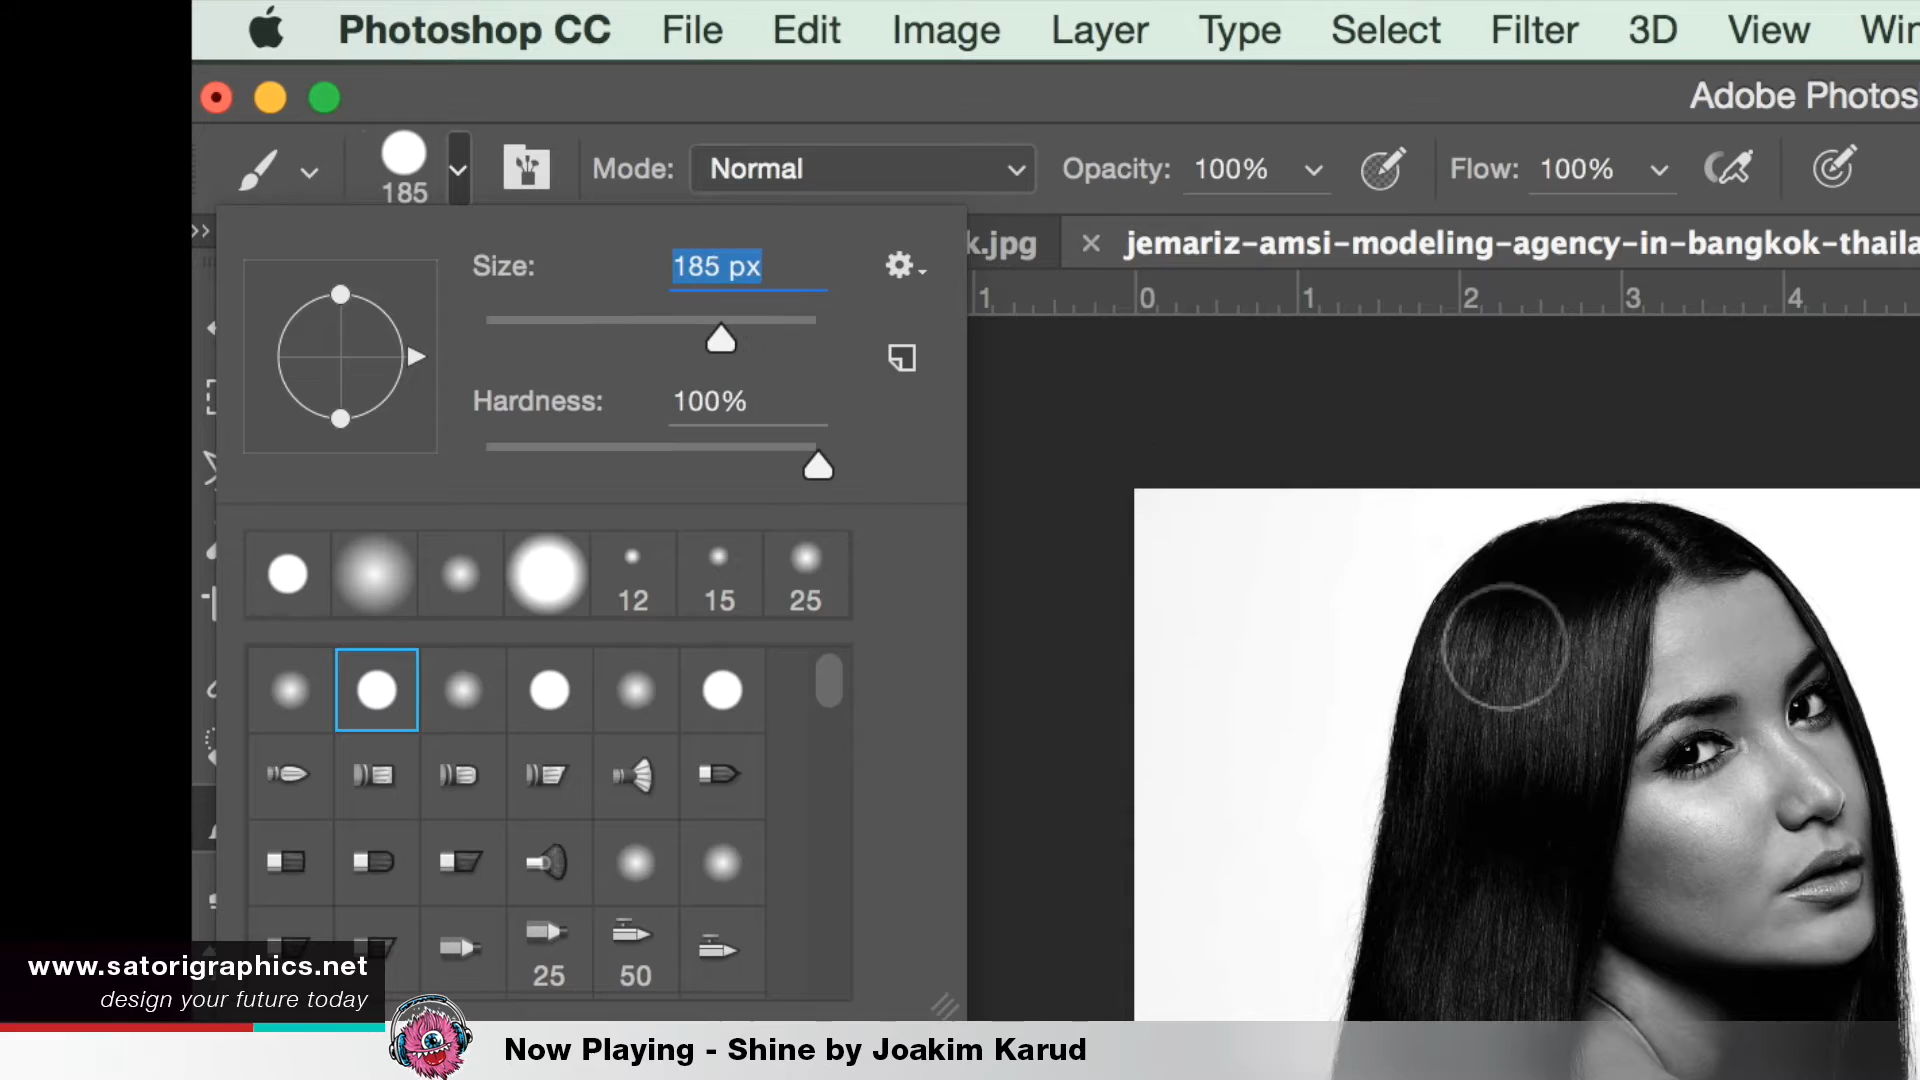 Photoshop CC File Edit Image Layer Type Select Filter 3D View Win
Adobe Photos
185 Mode: Normal Opacity: 100% Flow: 100%
k.jpg jemariz-amsi-modeling-agency-in-bangkok-thaila
1 0 1 2 3 4
Size: 185 px
Hardness: 100%
12 15 25
25 50
www.satorigraphics.net
design your future today
Now Playing - Shine by Joakim Karud